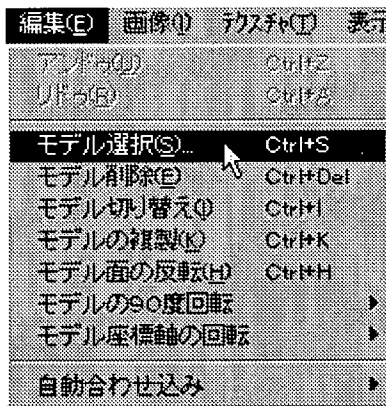 編集(E) 画像(I) テクスチャ(T) 表示
アンドゥ(U) Ctrl+Z
リドゥ(R) Ctrl+A
モデル選択(S)... Ctrl+S
モデル削除(E) Ctrl+Del
モデル切り替え(I) Ctrl+I
モデルの複製(K) Ctrl+K
モデル面の反転(H) Ctrl+H
モデルの90度回転
モデル座標軸の回転
自動合わせ込み